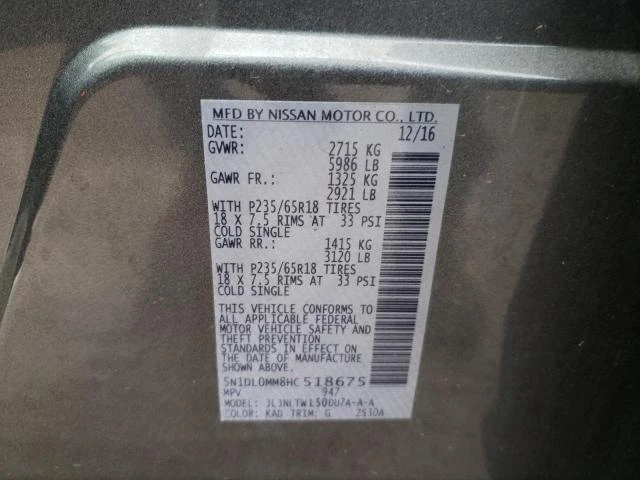 MFD BY NISSAN MOTOR CO., LTD.
DATE: 12/16
GVWR: 2715 KG
5986 LB
GAWR FR.: 1325 KG
2921 LB
WITH P235/65R18 TIRES
18 X 7.5 RIMS AT 33 PSI
COLD SINGLE
GAWR RR.: 1415 KG
3120 LB
WITH P235/65R18 TIRES
18 X 7.5 RIMS AT 33 PSI
COLD SINGLE
THIS VEHICLE CONFORMS TO
ALL APPLICABLE FEDERAL
MOTOR VEHICLE SAFETY AND
AND THEFT PREVENTION
STANDARDS IN EFFECT ON
THE DATE OF MANUFACTURE
SHOWN ABOVE.
5N1DL0MM8HC518675
MPV 947
MODEL:
COLOR: KAD TRIM: G